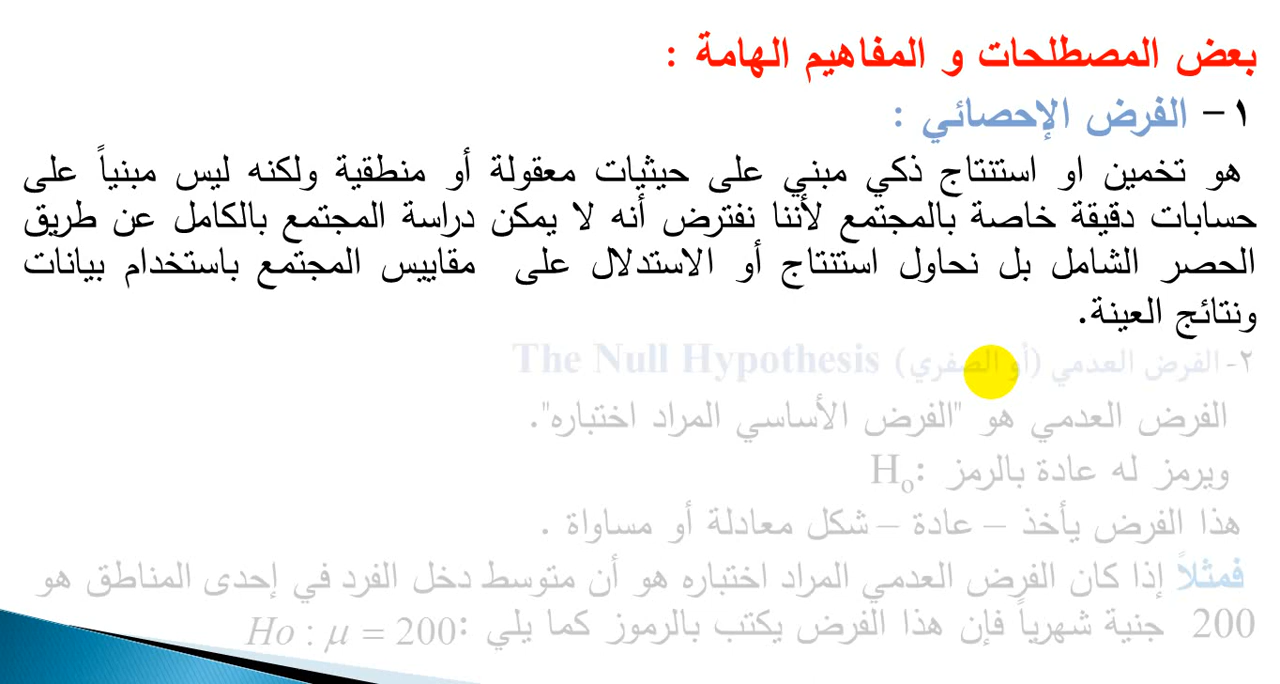 بعض المصطلحات و المفاهيم الهامة :
١- الفرض الإحصائي :
هو تخمين او استنتاج ذكي مبني على حيثيات معقولة أو منطقية ولكنه ليس مبنياً على
حسابات دقيقة خاصة بالمجتمع لأننا نفترض أنه لا يمكن دراسة المجتمع بالكامل عن طريق
الحصر الشامل بل نحاول استنتاج أو الاستدلال على مقاييس المجتمع باستخدام بيانات
ونتائج العينة.
٢- الفرض العدمي (أو الصفري) The Null Hypothesis
الفرض العدمي هو "الفرض الأساسي المراد اختباره".
ويرمز له عادة بالرمز :Ho
هذا الفرض يأخذ – عادة – شكل معادلة أو مساواة .
فمثلاً إذا كان الفرض العدمي المراد اختباره هو أن متوسط دخل الفرد في إحدى المناطق هو
200 جنية شهرياً فإن هذا الفرض يكتب بالرموز كما يلي: Ho : μ = 200